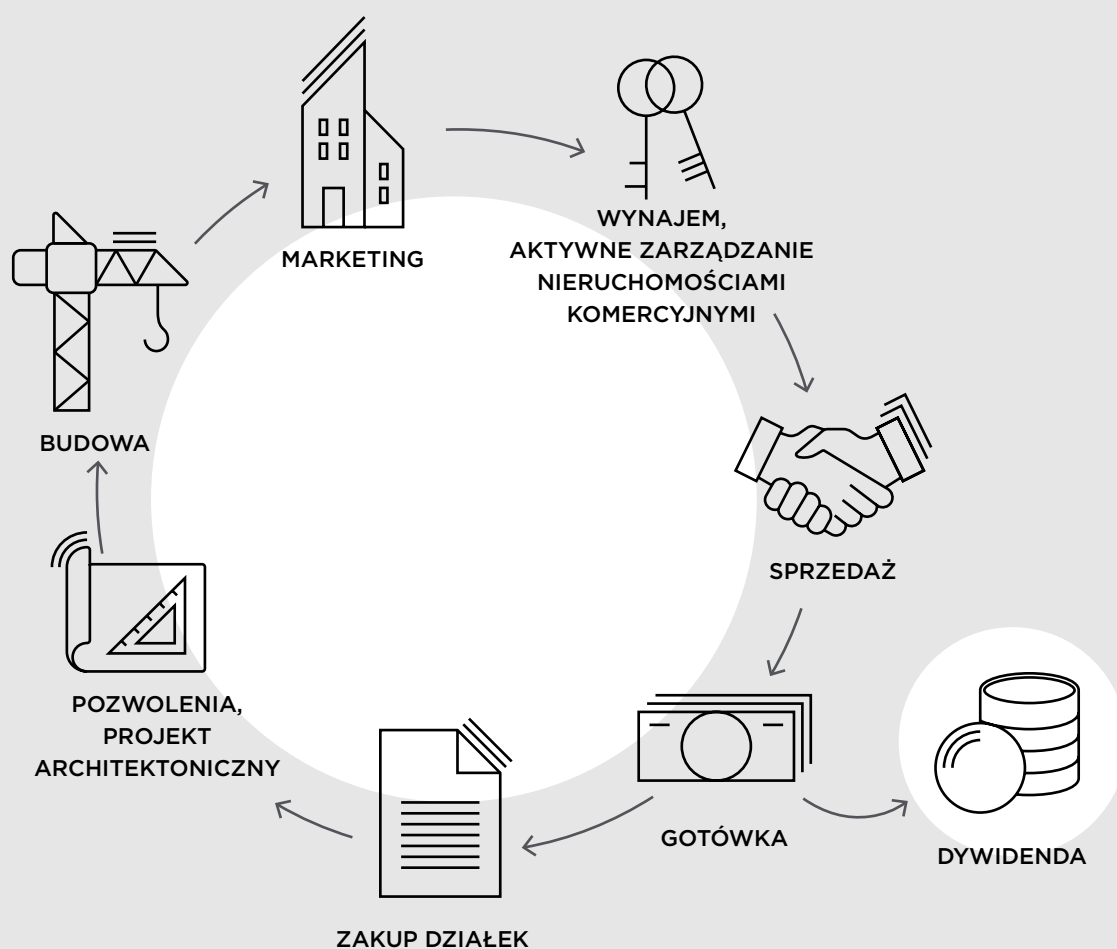 MARKETING
WYNAJEM,
AKTYWNE ZARZĄDZANIE
NIERUCHOMOŚCIAMI
KOMERCYJNYMI
BUDOWA
SPRZEDAŻ
POZWOLENIA,
PROJEKT
ARCHITEKTONICZNY
GOTÓWKA
DYWIDENDA
ZAKUP DZIAŁEK